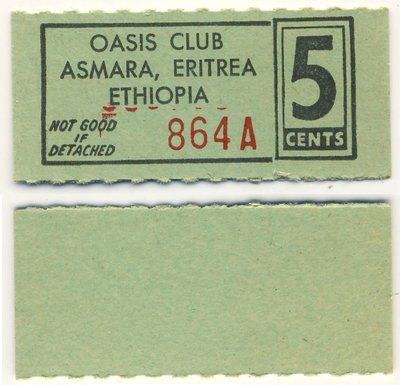 OASIS CLUB
ASMARA, ERITREA
ETHIOPIA
NOT GOOD
IF
DETACHED
864A
5
CENTS